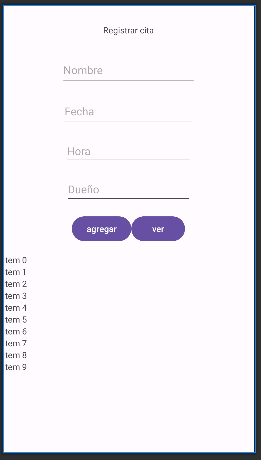 Registrar cita
Nombre
Fecha
Hora
Dueño
agregar
ver
tem 0
tem 1
tem 2
tem 3
tem 4
tem 5
tem 6
tem 7
tem 8
tem 9